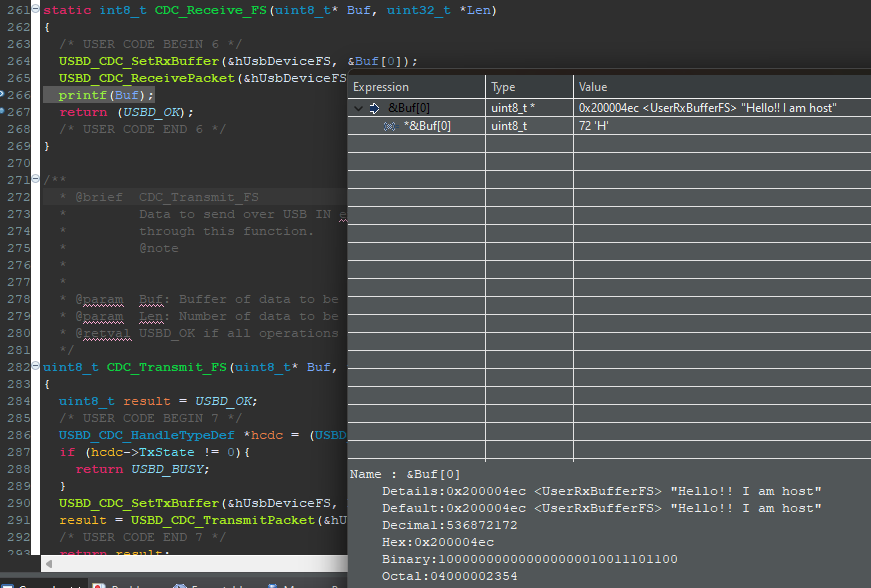 261 static int8_t CDC_Receive_FS(uint8_t* Buf, uint32_t *Len)
262 {
263 /* USER CODE BEGIN 6 */
264 USBD_CDC_SetRxBuffer(&hUsbDeviceFS, &Buf[0]);
265 USBD_CDC_ReceivePacket(&hUsbDeviceFS
266 printf(Buf);
267 return (USBD_OK);
268 /* USER CODE END 6 */
269 }
270
271 /**
272 * @brief CDC_Transmit_FS
273 * Data to send over USB IN e
274 * through this function.
275 * @note
276 *
277 *
278 * @param Buf: Buffer of data to be
279 * @param Len: Number of data to be
280 * @retval USBD_OK if all operations
281 */
282 uint8_t CDC_Transmit_FS(uint8_t* Buf,
283 {
284 uint8_t result = USBD_OK;
285 /* USER CODE BEGIN 7 */
286 USBD_CDC_HandleTypeDef *hcdc = (USBD
287 if (hcdc->TxState != 0){
288 return USBD_BUSY;
289 }
290 USBD_CDC_SetTxBuffer(&hUsbDeviceFS,
291 result = USBD_CDC_TransmitPacket(&hU
292 /* USER CODE END 7 */
293 return result;
Expression Type Value
&Buf[0] uint8_t * 0x200004ec <UserRxBufferFS> "Hello!! I am host"
*&Buf[0] uint8_t 72 'H'
Name : &Buf[0]
Details:0x200004ec <UserRxBufferFS> "Hello!! I am host"
Default:0x200004ec <UserRxBufferFS> "Hello!! I am host"
Decimal:536872172
Hex:0x200004ec
Binary:100000000000000000010011101100
Octal:04000002354